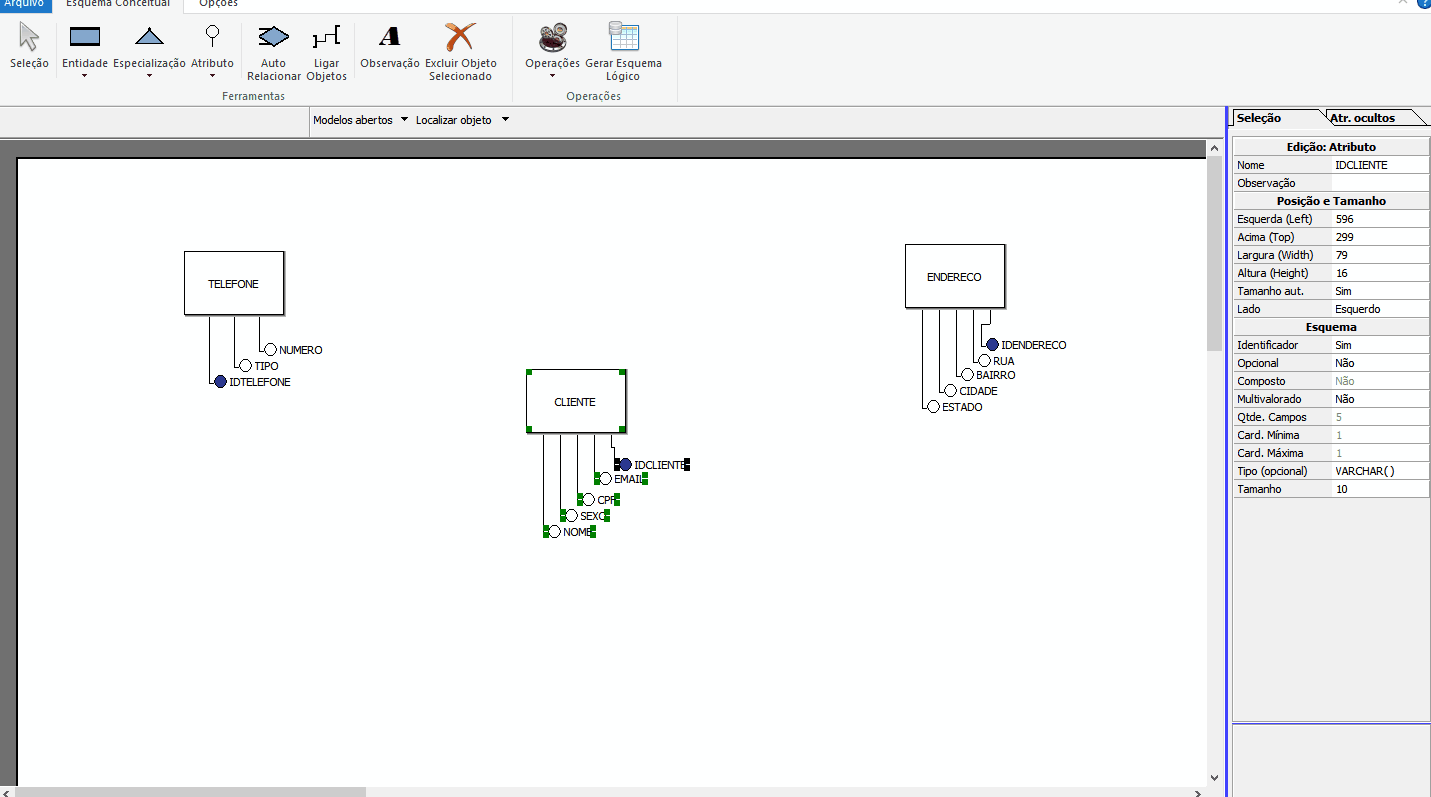 Arquivo Esquema Conceitual Opções
Seleção Entidade Especialização Atributo Auto Relacionar Ligar Objetos Observação Excluir Objeto Selecionado Operações Gerar Esquema Lógico
Ferramentas Operações
Modelos abertos Localizar objeto
Seleção Atr. ocultos
Edição: Atributo
Nome IDCLIENTE
Observação
Posição e Tamanho
Esquerda (Left) 596
Acima (Top) 299
Largura (Width) 79
Altura (Height) 16
Tamanho aut. Sim
Lado Esquerdo
Esquema
Identificador Sim
Opcional Não
Composto Não
Multivalorado Não
Qtde. Campos 5
Card. Mínima 1
Card. Máxima 1
Tipo (opcional) VARCHAR( )
Tamanho 10
TELEFONE
NUMERO
TIPO
IDTELEFONE
CLIENTE
IDCLIENTE
EMAIL
CPF
SEXO
NOME
ENDERECO
IDENDERECO
RUA
BAIRRO
CIDADE
ESTADO